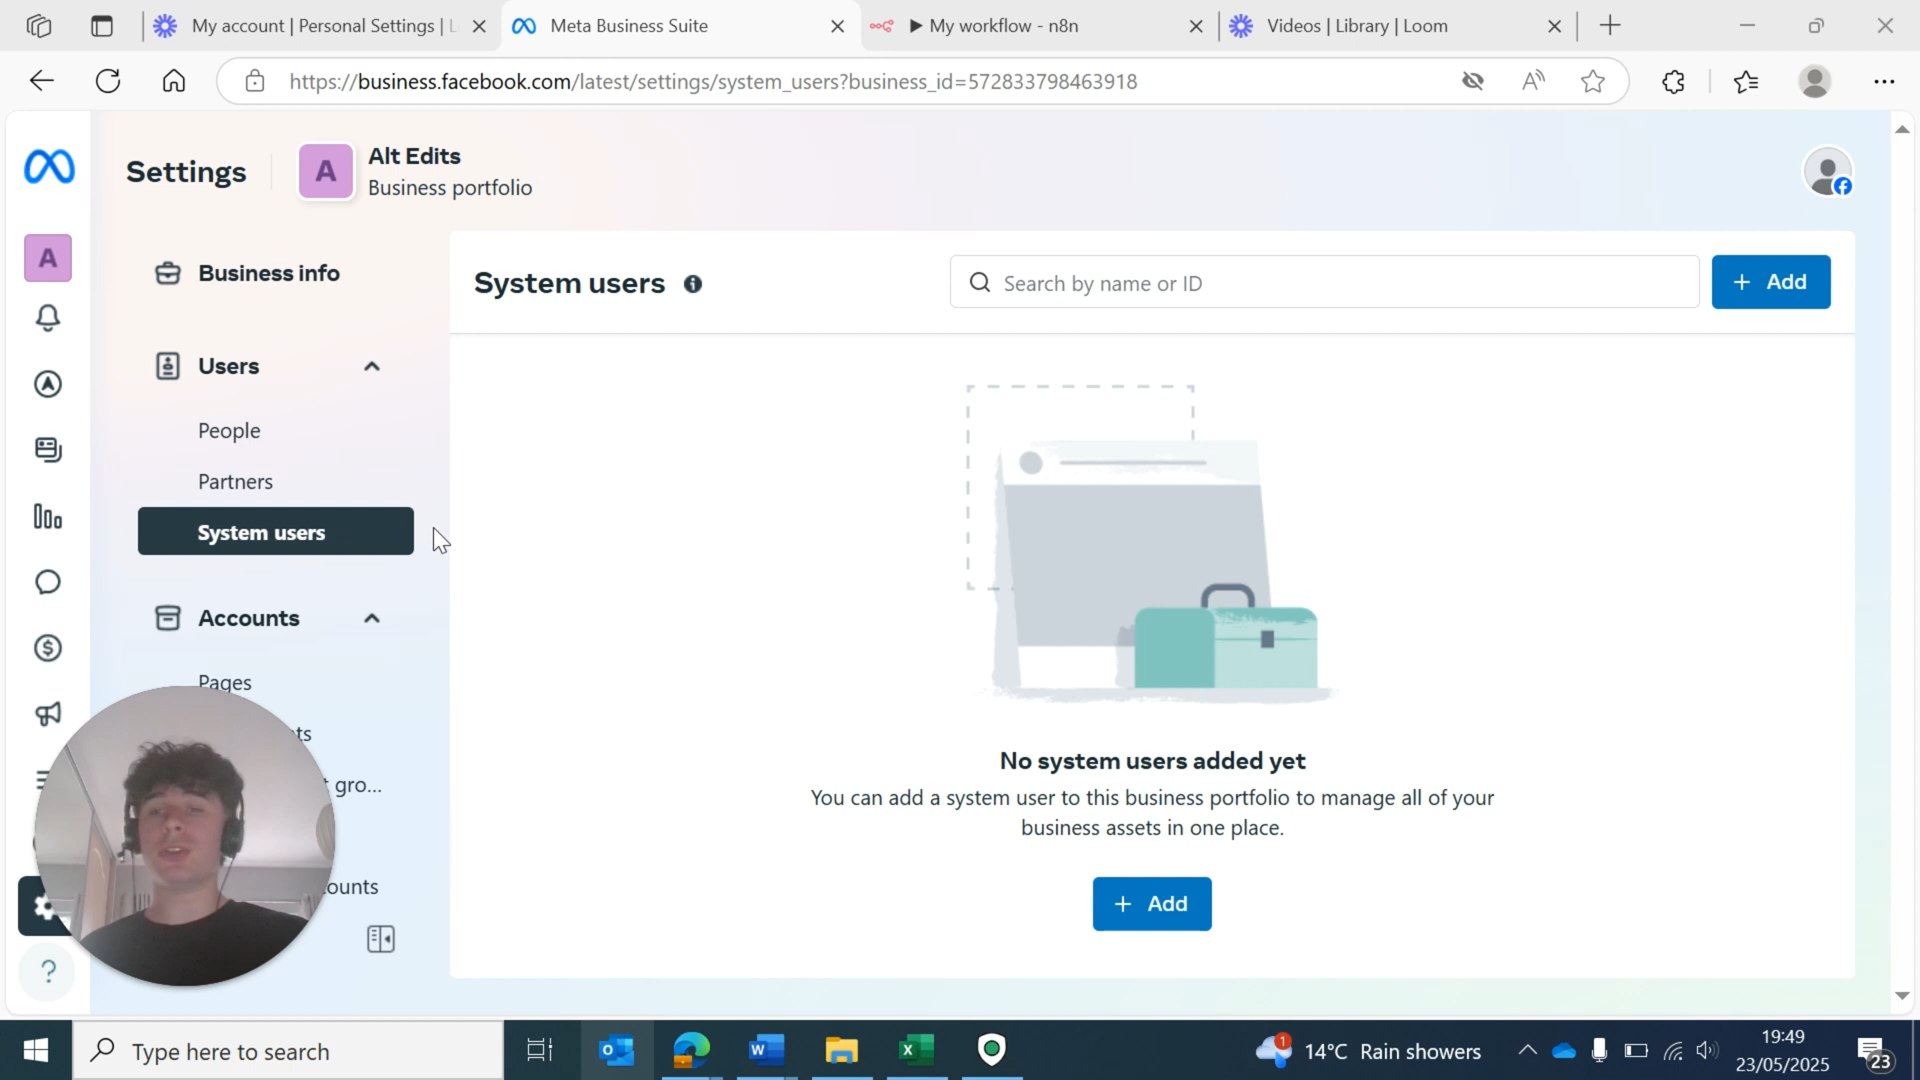 My account | Personal Settings | L
Meta Business Suite
▶ My workflow - n8n
Videos | Library | Loom
https://business.facebook.com/latest/settings/system_users?business_id=572833798463918
Settings
A
Alt Edits
Business portfolio
A
Business info
Users
People
Partners
System users
Accounts
Pages
ts
t gro...
ounts
System users
Search by name or ID
+ Add
No system users added yet
You can add a system user to this business portfolio to manage all of your
business assets in one place.
+ Add
?
Type here to search
1
14°C Rain showers
19:49
23/05/2025
23